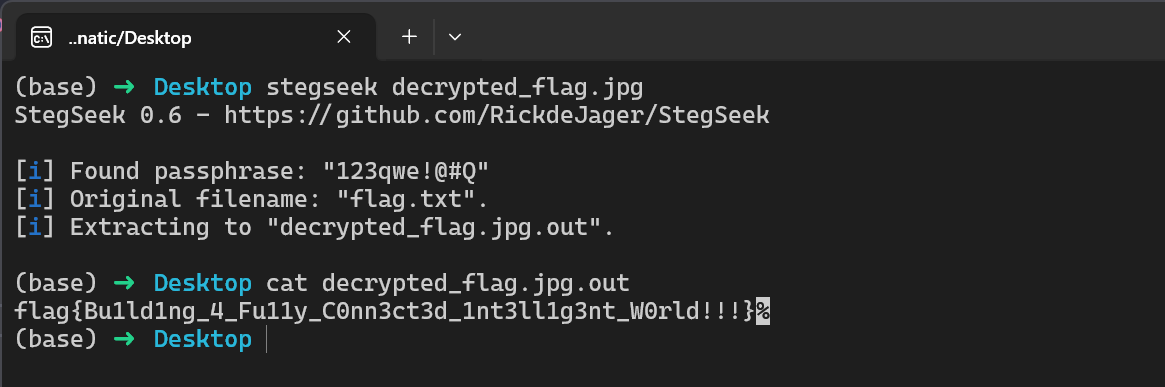 ..natic/Desktop
(base) ➜ Desktop stegseek decrypted_flag.jpg
StegSeek 0.6 - https://github.com/RickdeJager/StegSeek
[i] Found passphrase: "123qwe!@#Q"
[i] Original filename: "flag.txt".
[i] Extracting to "decrypted_flag.jpg.out".
(base) ➜ Desktop cat decrypted_flag.jpg.out
flag{Bu1ld1ng_4_Fu11y_C0nn3ct3d_1nt3ll1g3nt_W0rld!!!}%
(base) ➜ Desktop